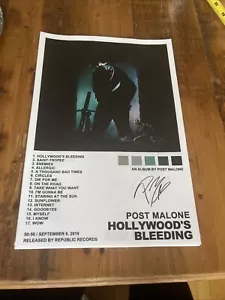 1. HOLLYWOOD'S BLEEDING
2. SAINT-TROPEZ
3. ENEMIES
4. ALLERGIC
5. A THOUSAND BAD TIMES
6. CIRCLES
7. DIE FOR ME
8. ON THE ROAD
9. TAKE WHAT YOU WANT
10. I'M GONNA BE
11. STARING AT THE SUN
12. SUNFLOWER
13. INTERNET
14. GOODBYES
15. MYSELF
16. I KNOW
17. WOW.
50:56 / SEPTEMBER 6, 2019
RELEASED BY REPUBLIC RECORDS
AN ALBUM BY POST MALONE
POST MALONE
HOLLYWOOD'S
BLEEDING